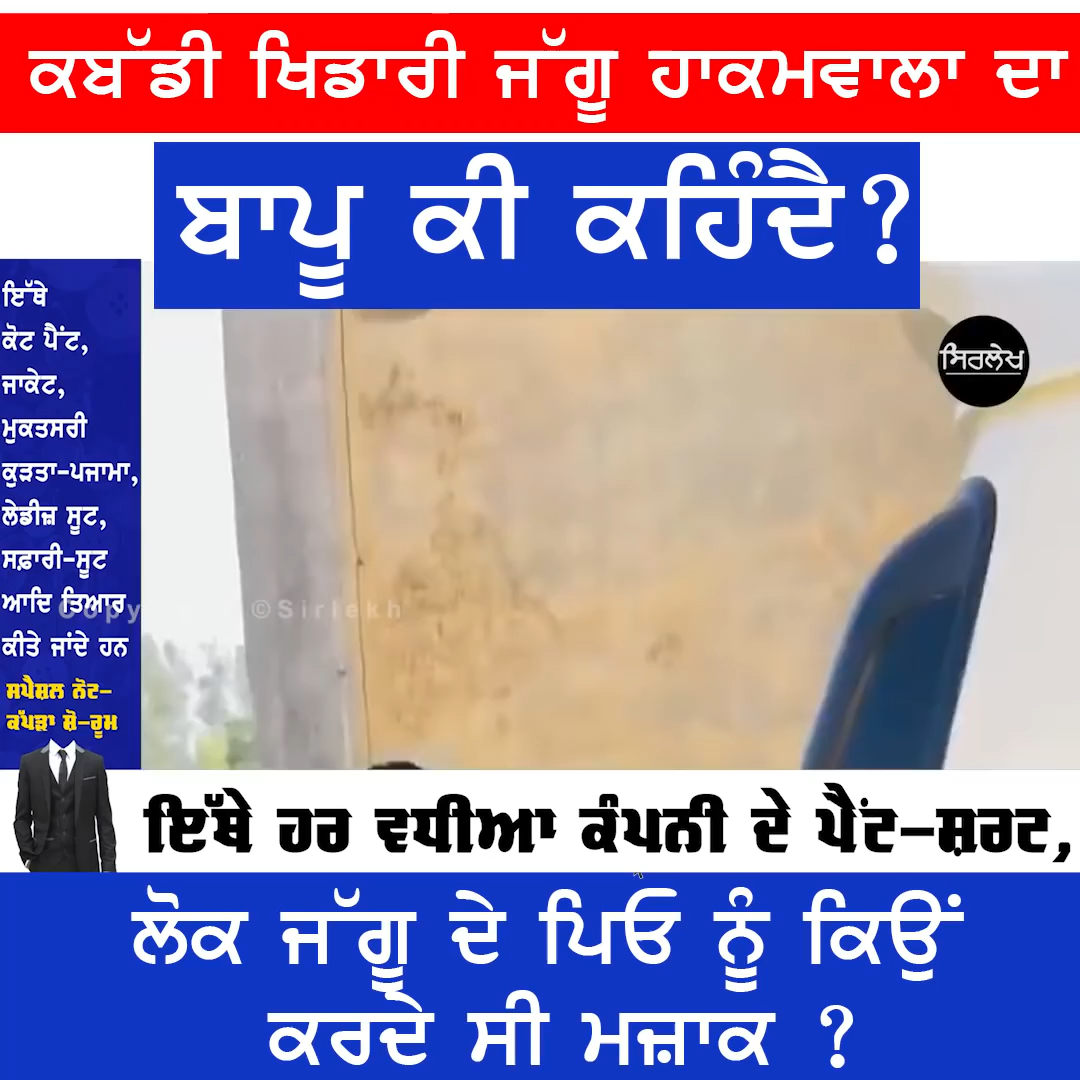 ਕਬੱਡੀ ਖਿਡਾਰੀ ਜੱਗੂ ਹਾਕਮਵਾਲਾ ਦਾ
ਬਾਪੂ ਕੀ ਕਹਿੰਦੈ?
ਇੱਥੇ
ਕੋਟ ਪੈਂਟ,
ਜਾਕੇਟ,
ਮੁਕਤਸਰੀ
ਕੁੜਤਾ-ਪਜਾਮਾ,
ਲੇਡੀਜ਼ ਸੂਟ,
ਸਫ਼ਾਰੀ-ਸੂਟ
ਆਦਿ ਤਿਆਰ
ਕੀਤੇ ਜਾਂਦੇ ਹਨ
ਸਪੈਸ਼ਲ ਨੋਟ-
ਕੱਪੜਾ ਸ਼ੋ-ਰੂਮ
ਸਿਰਲੇਖ
©Sirlekh
ਇੱਥੇ ਹਰ ਵਧੀਆ ਕੰਪਨੀ ਦੇ ਪੈਂਟ-ਸ਼ਰਟ,
ਲੋਕ ਜੱਗੂ ਦੇ ਪਿਓ ਨੂੰ ਕਿਉਂ
ਕਰਦੇ ਸੀ ਮਜ਼ਾਕ ?